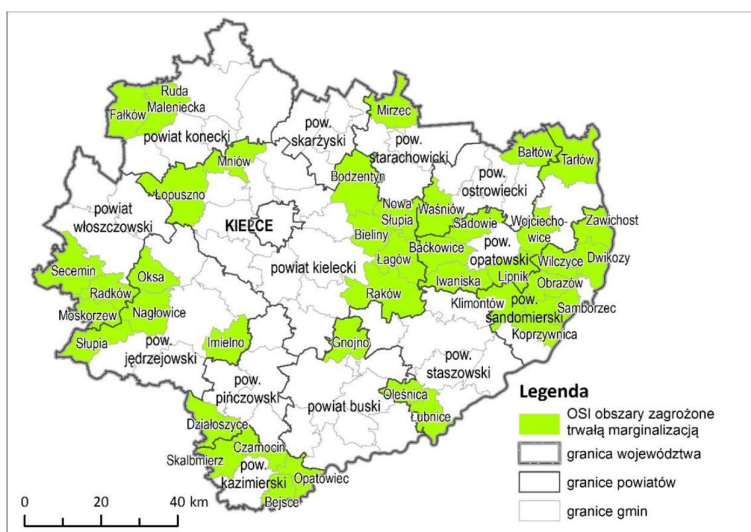 Ruda
Maleniecka
Fałków
powiat konecki
pow.
skarżyski
Mirzec
pow.
starachowicki
Mniów
Łopuszno
Bodzentyn
Bałtów
Tarłów
pow.
ostrowiecki
Nowa
Słupia
Waśniów
Sadowie
Wojciecho-
wice
Zawichost
powiat
włoszczowski
KIELCE
Bieliny
Baćkowice
pow.
opatowski
Wilczyce
Dwikozy
powiat kielecki
Łagów
Iwaniska
Lipnik
Obrazów
Secemin
Oksa
Radków
Raków
Klimontów
pow.
sandomierski
Samborzec
Moskorzew
Nagłowice
Koprzywnica
Słupia
pow.
jędrzejowski
Imielno
Gnojno
pow.
staszowski
pow.
pińczowski
powiat buski
Oleśnica
Łubnice
Działoszyce
Czarnocin
Skalbmierz
pow.
kazimierski
Opatowiec
Bejsce
0 20 40 km
Legenda
OSI obszary zagrożone
trwałą marginalizacją
granica województwa
granice powiatów
granice gmin